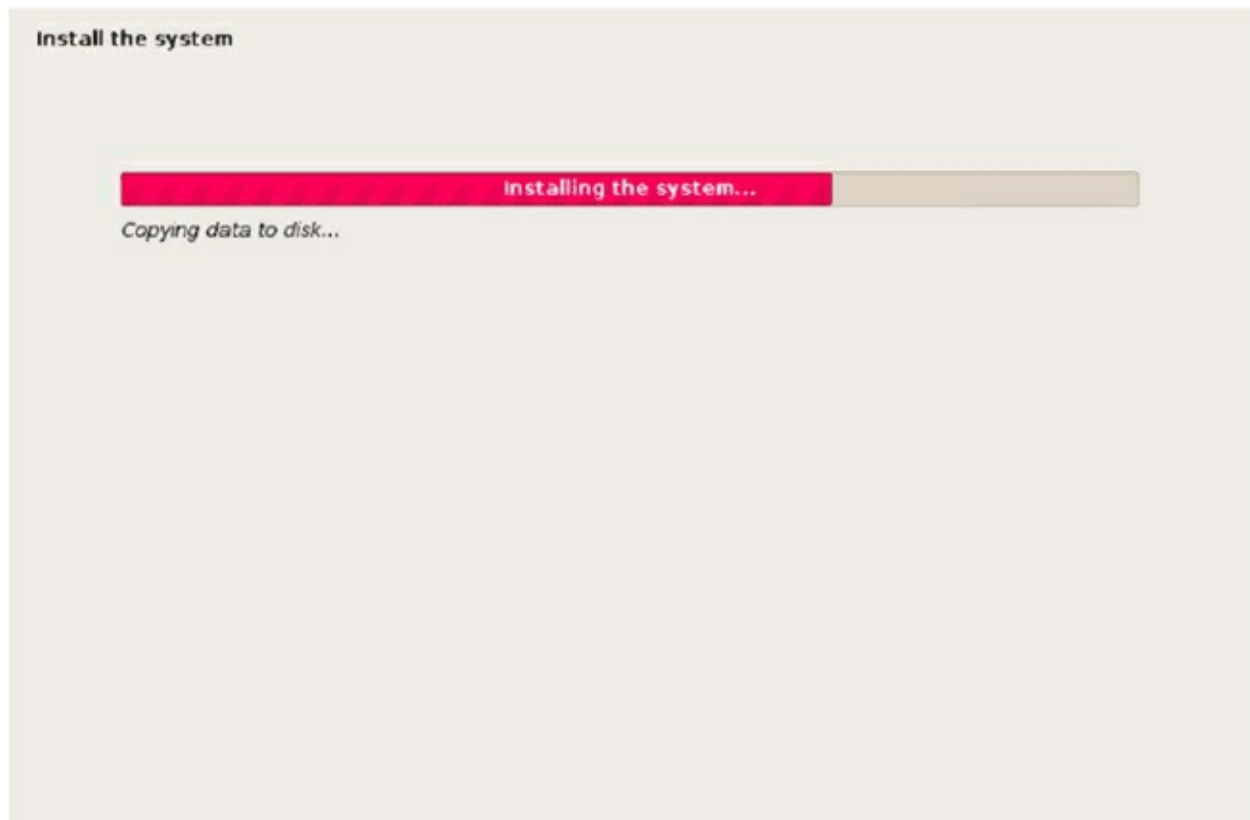 Install the system
Installing the system...
Copying data to disk...